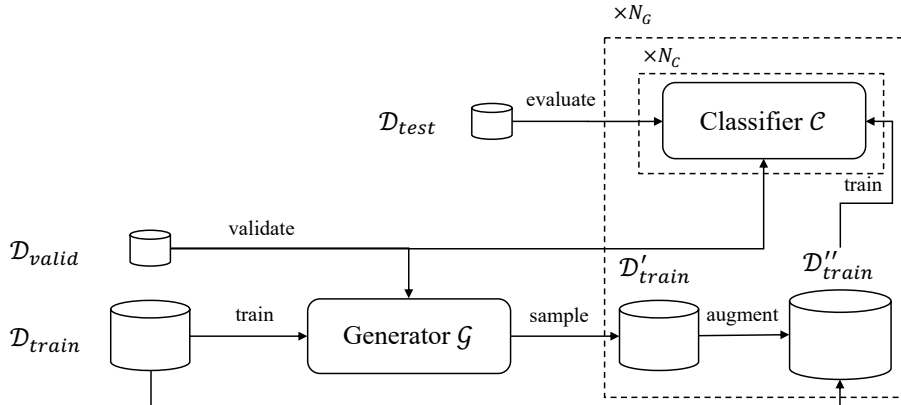 ×N_G
×N_C
evaluate
𝒟_test
Classifier 𝒞
train
validate
𝒟_valid
𝒟′_train
𝒟′′_train
𝒟_train
train
Generator 𝒢
sample
augment